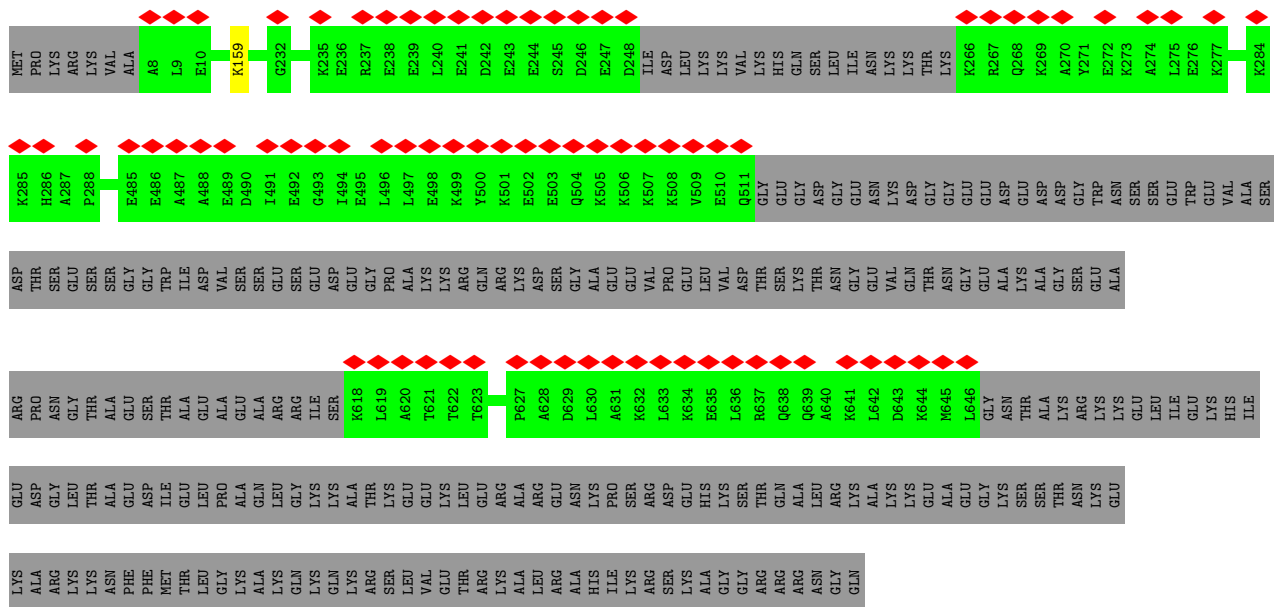 MET PRO LYS ARG LYS VAL ALA A8 L9 E10 K159 G232 K235 E236 R237 E238 E239 L240 E241 D242 E243 E244 S245 D246 E247 D248 ILE ASP LEU LYS LYS VAL LYS HIS GLN SER LEU ILE ASN LYS LYS THR LYS K266 R267 Q268 K269 A270 Y271 E272 K273 A274 L275 E276 K277 K284
K285 H286 A287 P288 E485 E486 A487 A488 E489 D490 I491 E492 G493 I494 E495 L496 L497 E498 K499 Y500 K501 E502 E503 Q504 K505 K506 K507 K508 V509 E510 Q511 GLY GLU GLY ASP GLY GLU ASN LYS ASP GLY GLY GLU GLU ASP GLU ASP ASP GLY TRP ASN SER SER GLU TRP GLU VAL ALA SER
ASP THR SER GLU SER SER GLY GLY TRP ILE ASP VAL SER SER GLU SER GLU ASP GLU GLY PRO ALA LYS LYS ARG GLN ARG LYS ASP SER GLY ALA GLU GLU VAL PRO GLU LEU VAL ASP THR SER LYS THR ASN GLY GLU VAL GLN THR ASN GLY GLU ALA LYS ALA GLY SER GLU ALA
ARG PRO ASN GLY THR ALA GLU SER THR ALA GLU ALA GLU ALA ARG ARG ILE SER K618 L619 A620 T621 T622 T623 P627 A628 D629 L630 A631 K632 L633 K634 E635 L636 R637 Q638 Q639 A640 K641 L642 D643 K644 M645 L646 GLY ASN THR ALA LYS ARG LYS LYS GLU LEU ILE GLU LYS HIS ILE
GLU ASP GLY LEU THR ALA GLU ASP ILE GLU LEU PRO ALA GLN LEU GLY LYS LYS ALA THR LYS GLU GLU LYS LEU GLU ARG ALA ARG GLU ASN LYS PRO SER ARG ASP GLU HIS LYS SER THR GLN ALA LEU ARG LYS ALA LYS LYS GLU ALA GLU GLY LYS SER SER THR ASN LYS GLU
LYS ALA ARG LYS LYS ASN PHE PHE MET THR LEU GLY LYS ALA LYS GLN LYS GLN LYS ARG SER LEU VAL GLU THR ARG LYS ALA LEU ARG ALA HIS ILE LYS ARG SER LYS ALA GLY GLY ARG ARG ARG ASN GLY GLN